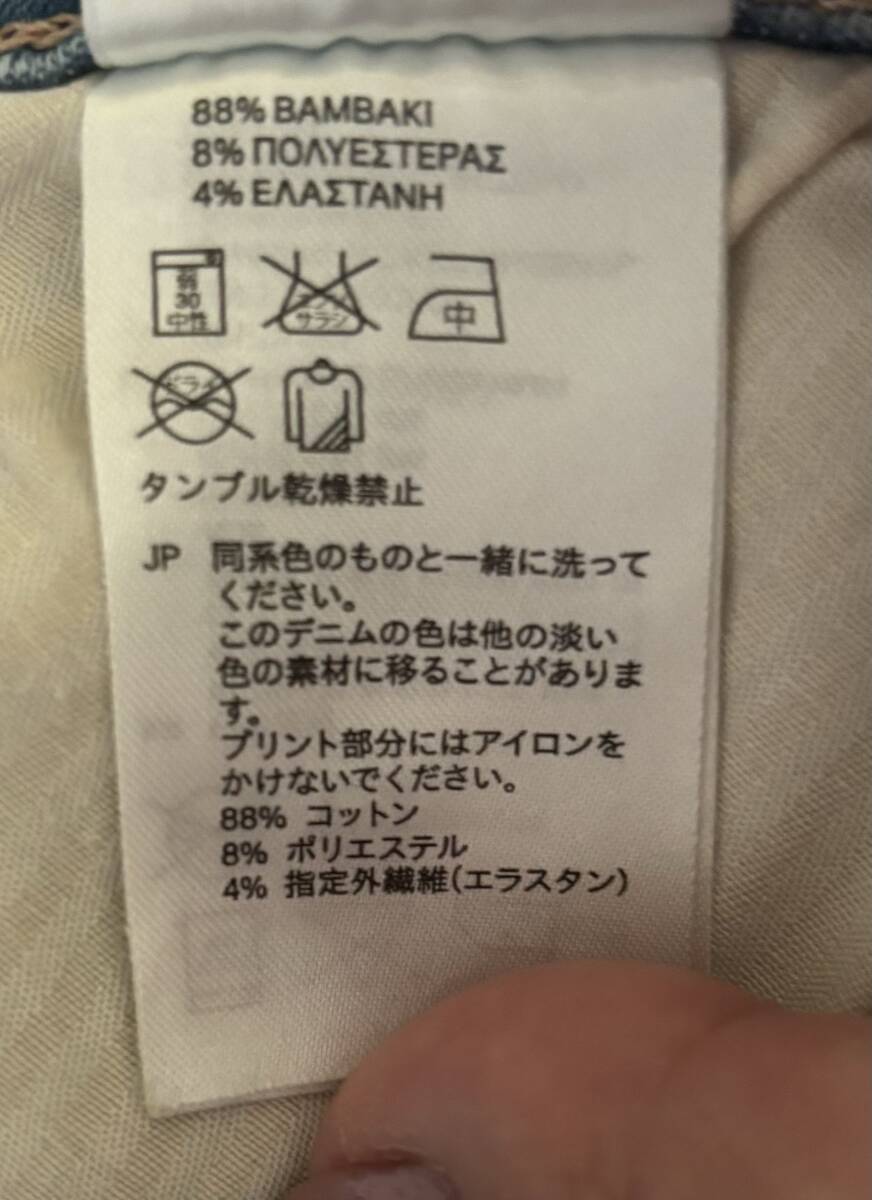 88% ΒΑΜΒΑΚΙ
8% ΠΟΛΥΕΣΤΕΡΑΣ
4% ΕΛΑΣΤΑΝΗ
弱
30
中性
エンソ
サラシ
中
ドライ
タンブル乾燥禁止
JP 同系色のものと一緒に洗って
ください。
このデニムの色は他の淡い
色の素材に移ることがありま
す。
プリント部分にはアイロンを
かけないでください。
88% コットン
8% ポリエステル
4% 指定外繊維(エラスタン)